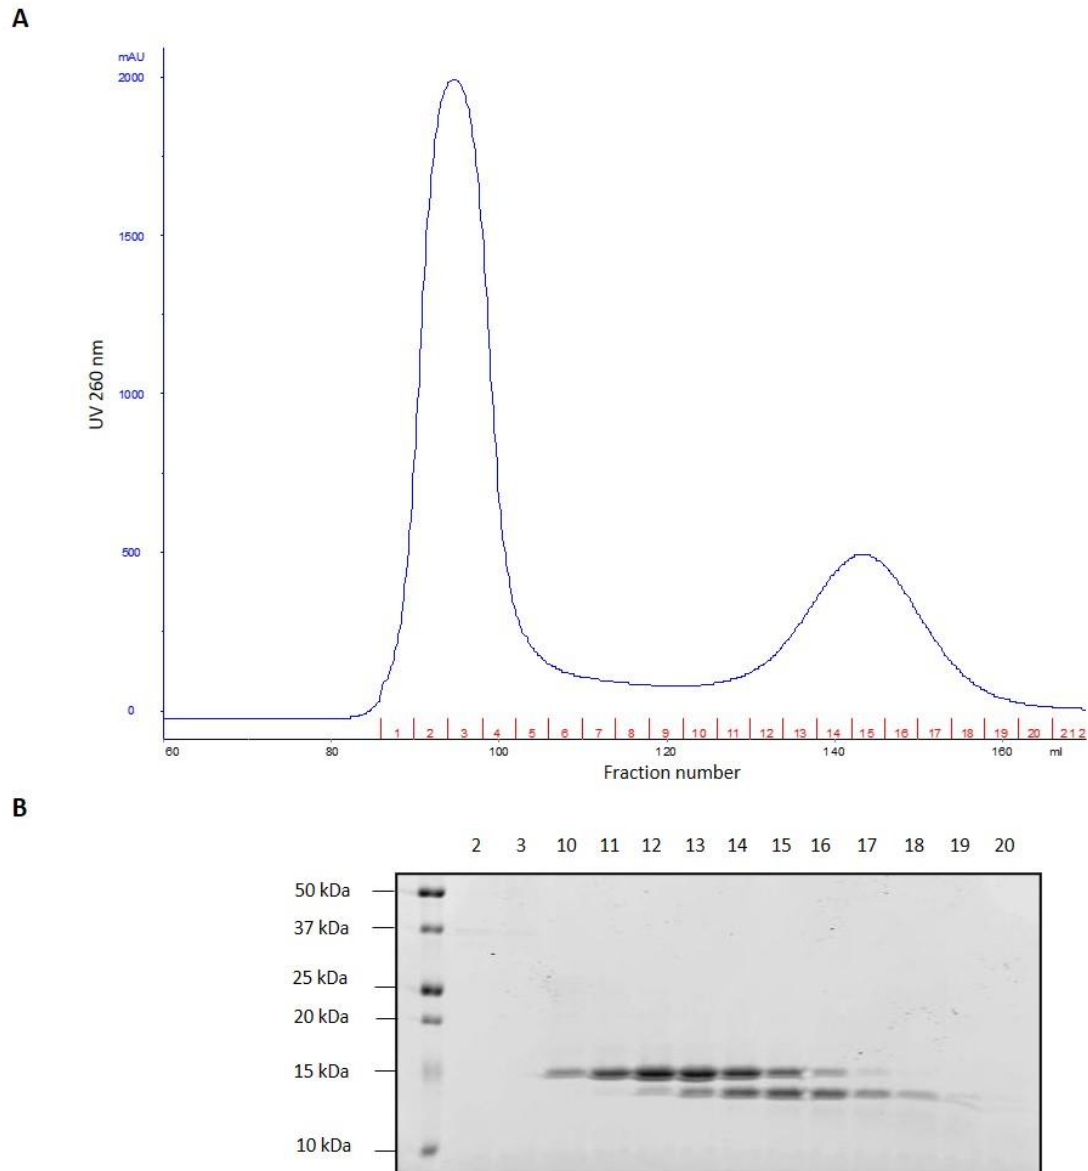 A
mAU
2000
1500
1000
500
0
UV 260 nm
1 2 3 4 5 6 7 8 9 10 11 12 13 14 15 16 17 18 19 20 21 2
60 80 100 120 140 160 ml
Fraction number
B
2 3 10 11 12 13 14 15 16 17 18 19 20
50 kDa
37 kDa
25 kDa
20 kDa
15 kDa
10 kDa